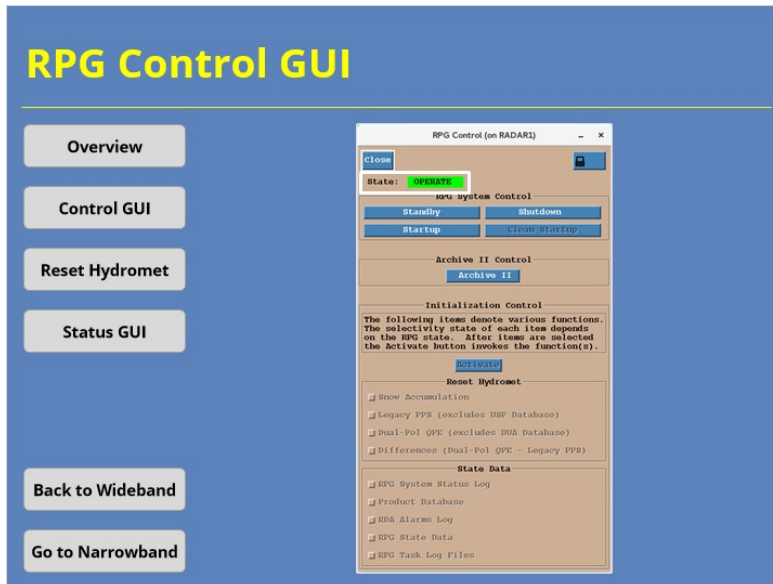 RPG Control GUI
Overview
Control GUI
Reset Hydromet
Status GUI
Back to Wideband
Go to Narrowband
RPG Control (on RADAR1)
Close
State: OPERATE
RPG System Control
Standby Shutdown
Startup Clean Startup
Archive II Control
Archive II
Initialization Control
The following items denote various functions.
The selectivity state of each item depends
on the RPG state. After items are selected
the Activate button invokes the function(s).
Activate
Reset Hydromet
Snow Accumulation
Legacy PPS (excludes USP Database)
Dual-Pol QPE (excludes DUA Database)
Differences (Dual-Pol QPE - Legacy PPS)
State Data
RPG System Status Log
Product Database
RDA Alarms Log
RPG State Data
RPG Task Log Files